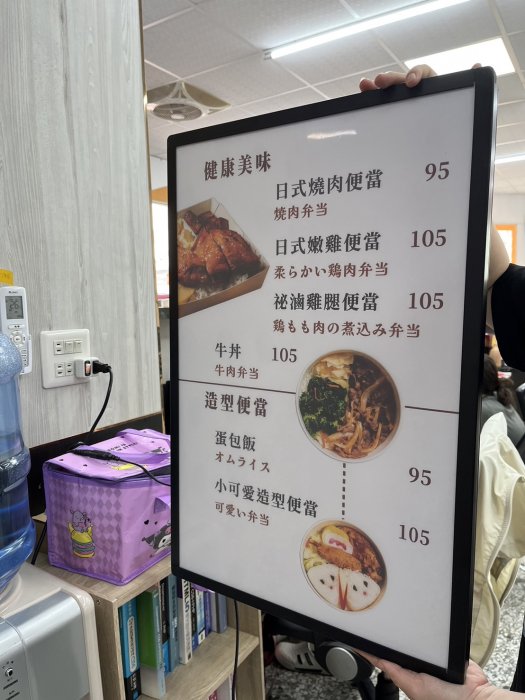 健康美味
日式燒肉便當 95
焼肉弁当
日式嫩雞便當 105
柔らかい鶏肉弁当
祕滷雞腿便當 105
鶏もも肉の煮込み弁当
牛丼 105
牛肉弁当
造型便當
蛋包飯 95
オムライス
小可愛造型便當 105
可愛い弁当